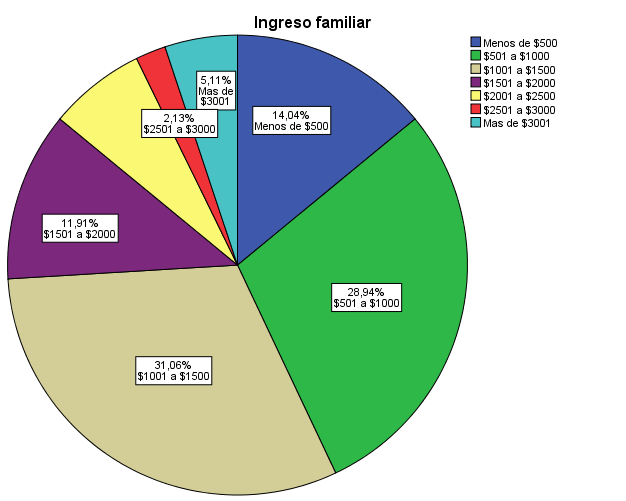 Ingreso familiar
Menos de $500
$501 a $1000
$1001 a $1500
$1501 a $2000
$2001 a $2500
$2501 a $3000
Mas de $3001
5,11%
Mas de
$3001
14,04%
Menos de $500
2,13%
$2501 a $3000
11,91%
$1501 a $2000
28,94%
$501 a $1000
31,06%
$1001 a $1500